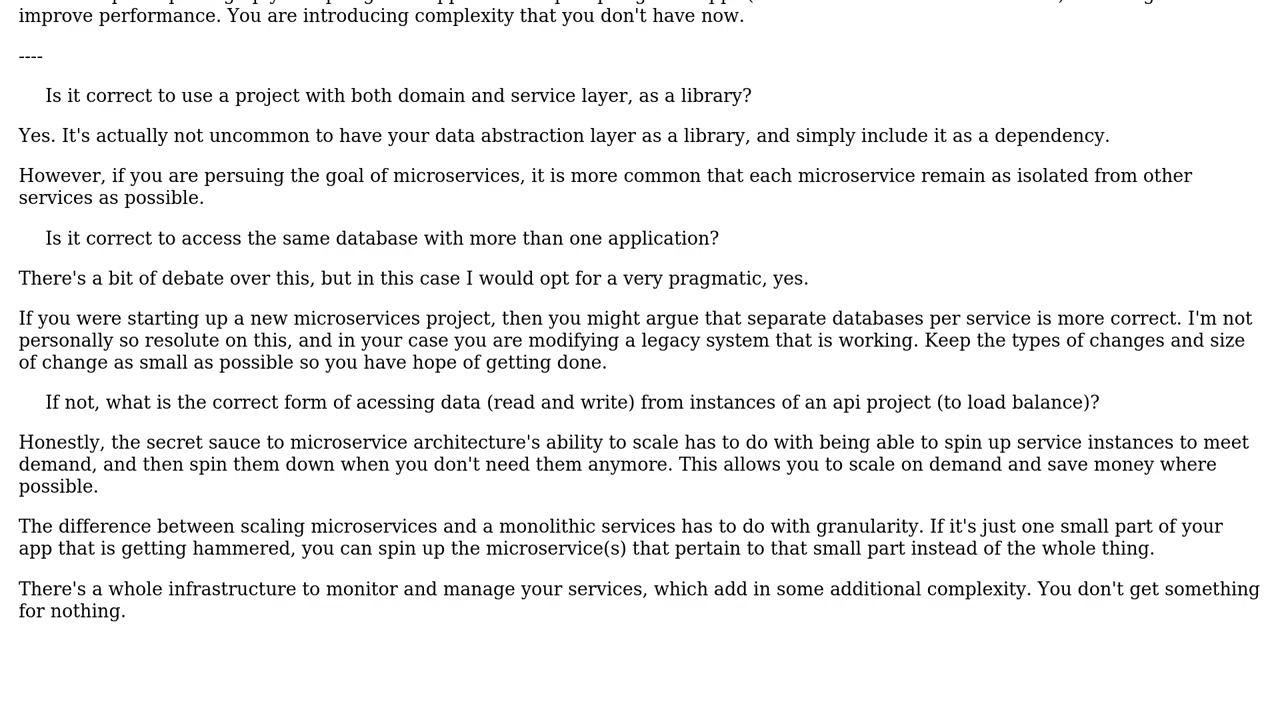 improve performance. You are introducing complexity that you don't have now.
----
Is it correct to use a project with both domain and service layer, as a library?
Yes. It's actually not uncommon to have your data abstraction layer as a library, and simply include it as a dependency.
However, if you are persuing the goal of microservices, it is more common that each microservice remain as isolated from other
services as possible.
Is it correct to access the same database with more than one application?
There's a bit of debate over this, but in this case I would opt for a very pragmatic, yes.
If you were starting up a new microservices project, then you might argue that separate databases per service is more correct. I'm not
personally so resolute on this, and in your case you are modifying a legacy system that is working. Keep the types of changes and size
of change as small as possible so you have hope of getting done.
If not, what is the correct form of acessing data (read and write) from instances of an api project (to load balance)?
Honestly, the secret sauce to microservice architecture's ability to scale has to do with being able to spin up service instances to meet
demand, and then spin them down when you don't need them anymore. This allows you to scale on demand and save money where
possible.
The difference between scaling microservices and a monolithic services has to do with granularity. If it's just one small part of your
app that is getting hammered, you can spin up the microservice(s) that pertain to that small part instead of the whole thing.
There's a whole infrastructure to monitor and manage your services, which add in some additional complexity. You don't get something
for nothing.